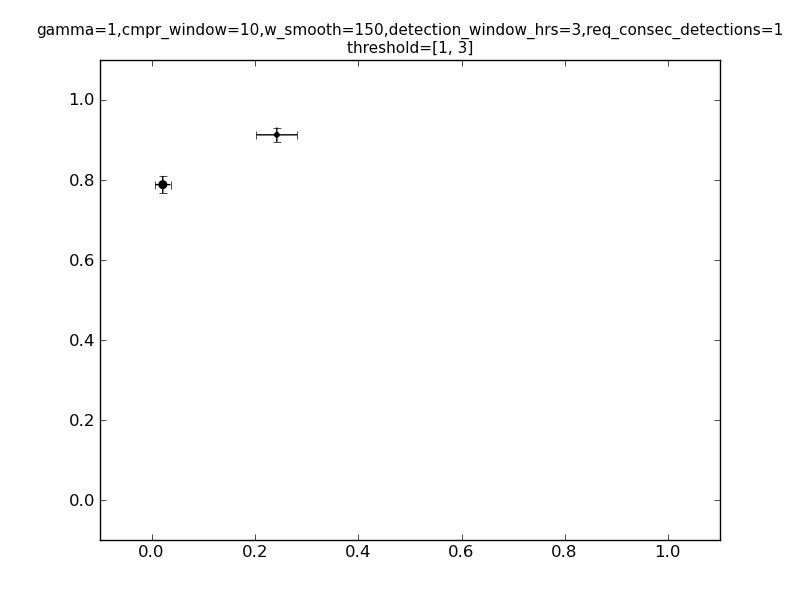 gamma=1,cmpr_window=10,w_smooth=150,detection_window_hrs=3,req_consec_detections=1
threshold=[1, 3]
1.0
0.8
0.6
0.4
0.2
0.0
0.0 0.2 0.4 0.6 0.8 1.0